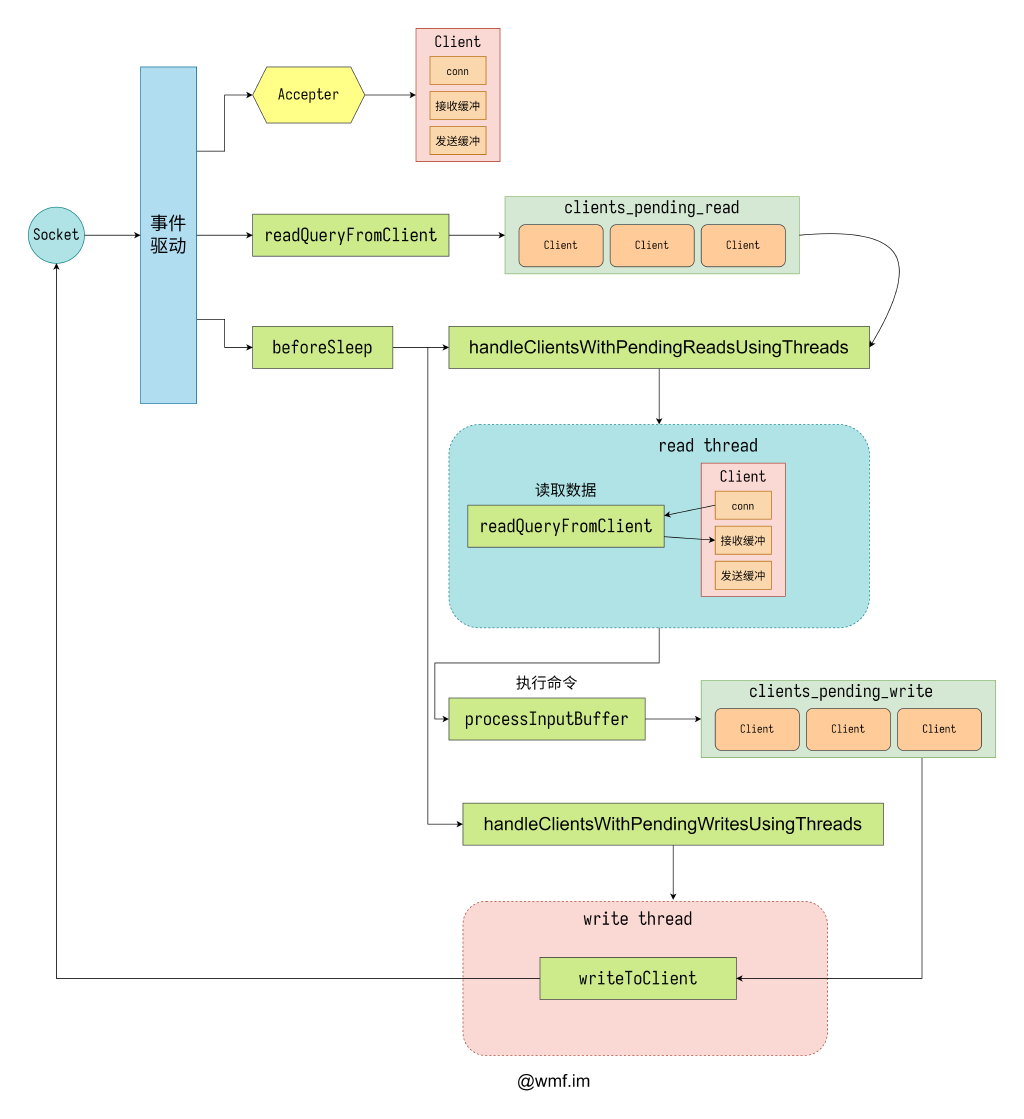 Client
conn
接收缓冲
发送缓冲
Accepter
Socket
事件
驱动
readQueryFromClient
clients_pending_read
Client
Client
Client
beforeSleep
handleClientsWithPendingReadsUsingThreads
read thread
Client
conn
接收缓冲
发送缓冲
读取数据
readQueryFromClient
执行命令
processInputBuffer
clients_pending_write
Client
Client
Client
handleClientsWithPendingWritesUsingThreads
write thread
writeToClient
@wmf.im